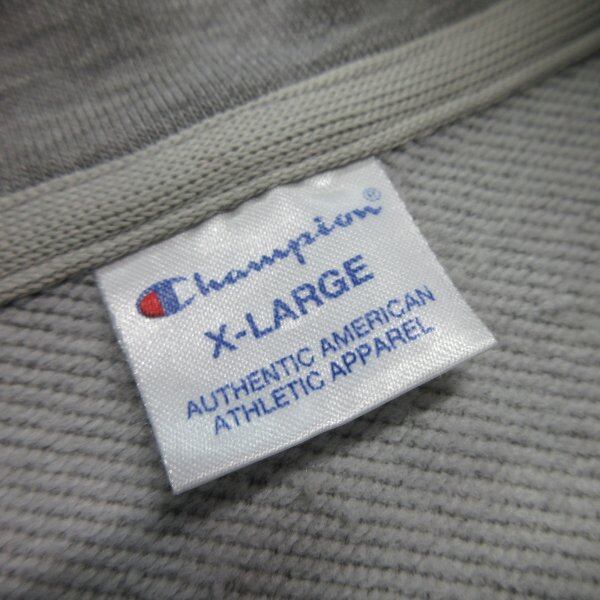 Champion®
X-LARGE
AUTHENTIC AMERICAN
ATHLETIC APPAREL